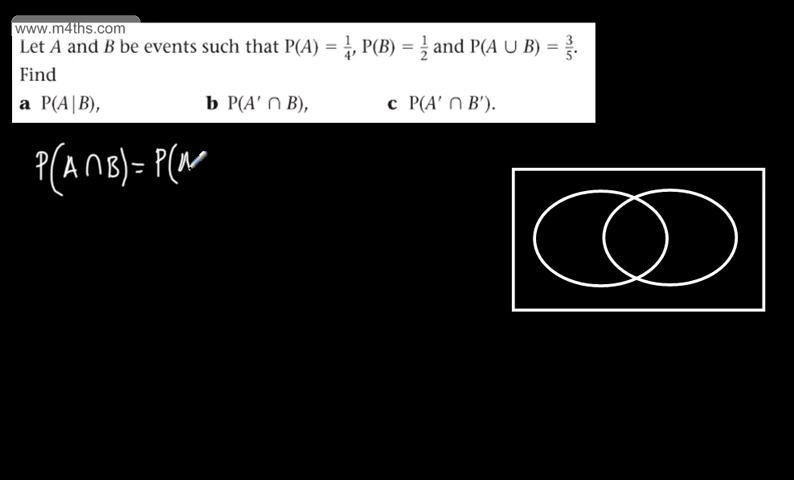 www.m4ths.com
Let A and B be events such that P(A) = 1/4, P(B) = 1/2 and P(A ∪ B) = 3/5.
Find
a P(A|B), b P(A′ ∩ B), c P(A′ ∩ B′).
P(A∩B)= P(A